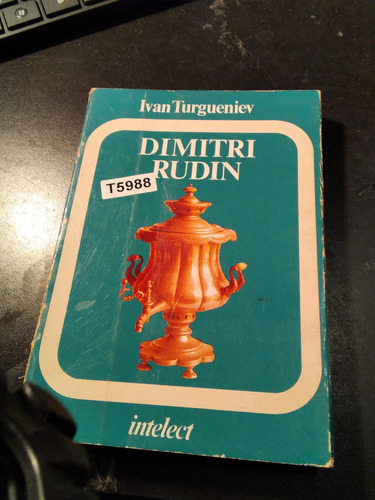 Ivan Turgueniev
DIMITRI
RUDIN
T5988
intelect